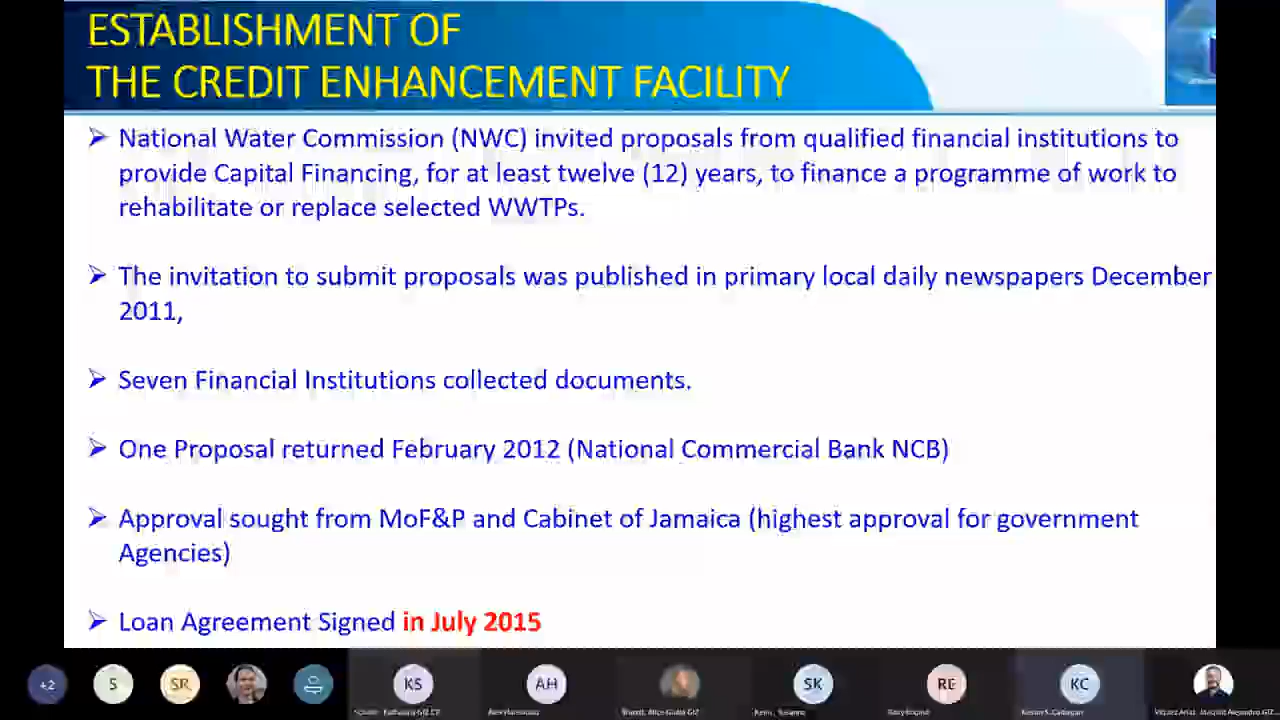 ESTABLISHMENT OF
THE CREDIT ENHANCEMENT FACILITY
➢ National Water Commission (NWC) invited proposals from qualified financial institutions to
provide Capital Financing, for at least twelve (12) years, to finance a programme of work to
rehabilitate or replace selected WWTPs.
➢ The invitation to submit proposals was published in primary local daily newspapers December
2011,
➢ Seven Financial Institutions collected documents.
➢ One Proposal returned February 2012 (National Commercial Bank NCB)
➢ Approval sought from MoF&P and Cabinet of Jamaica (highest approval for government
Agencies)
➢ Loan Agreement Signed in July 2015
+2 S SR KS AH SK RE KC